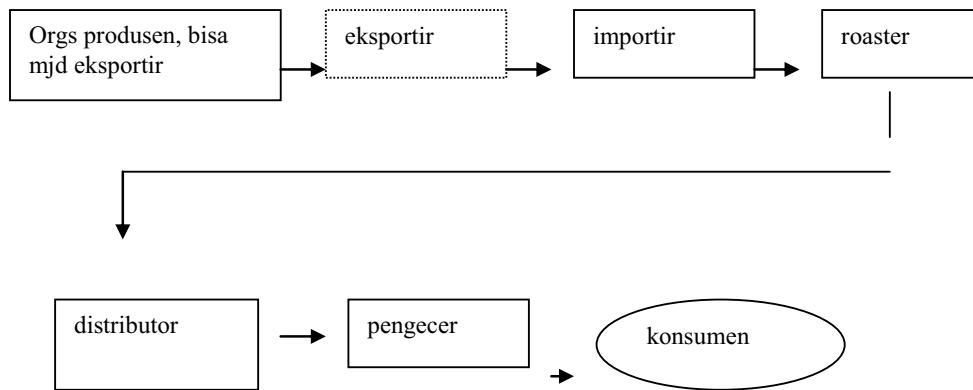 Orgs produsen, bisa
mjd eksportir
eksportir
importir
roaster
distributor
pengecer
konsumen